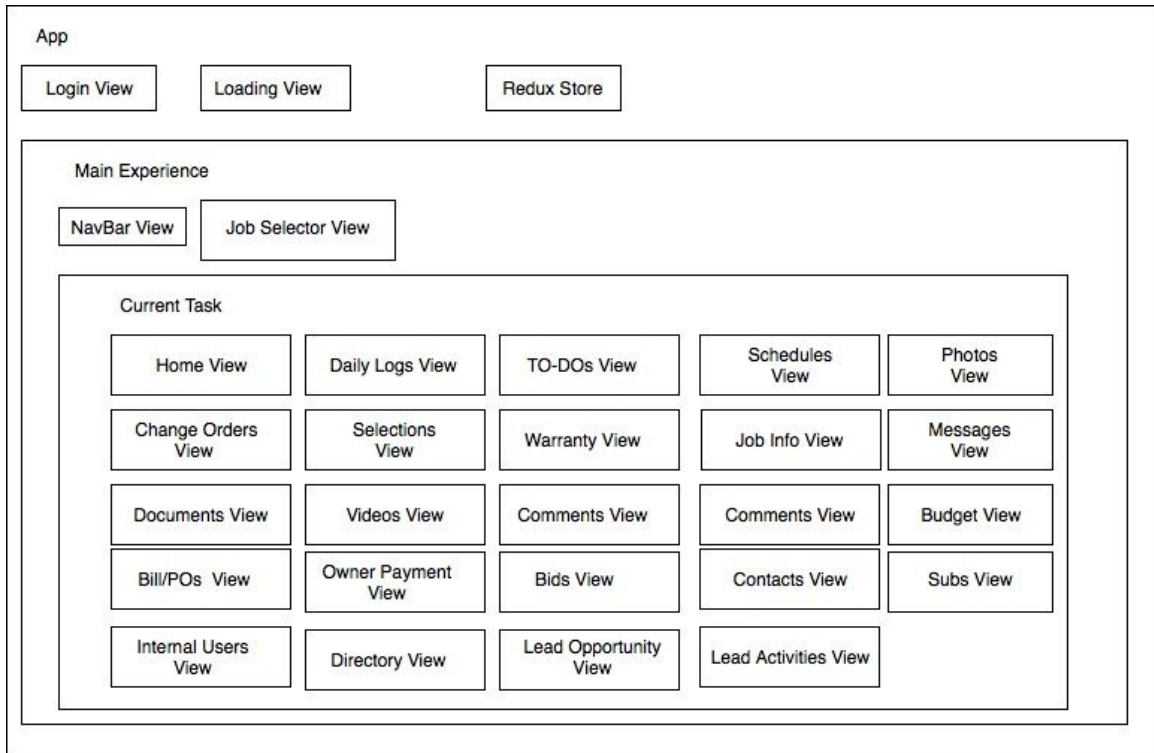 App
Login View
Loading View
Redux Store
Main Experience
NavBar View
Job Selector View
Current Task
Home View
Daily Logs View
TO-DOs View
Schedules
View
Photos
View
Change Orders
View
Selections
View
Warranty View
Job Info View
Messages
View
Documents View
Videos View
Comments View
Comments View
Budget View
Bill/POs View
Owner Payment
View
Bids View
Contacts View
Subs View
Internal Users
View
Directory View
Lead Opportunity
View
Lead Activities View